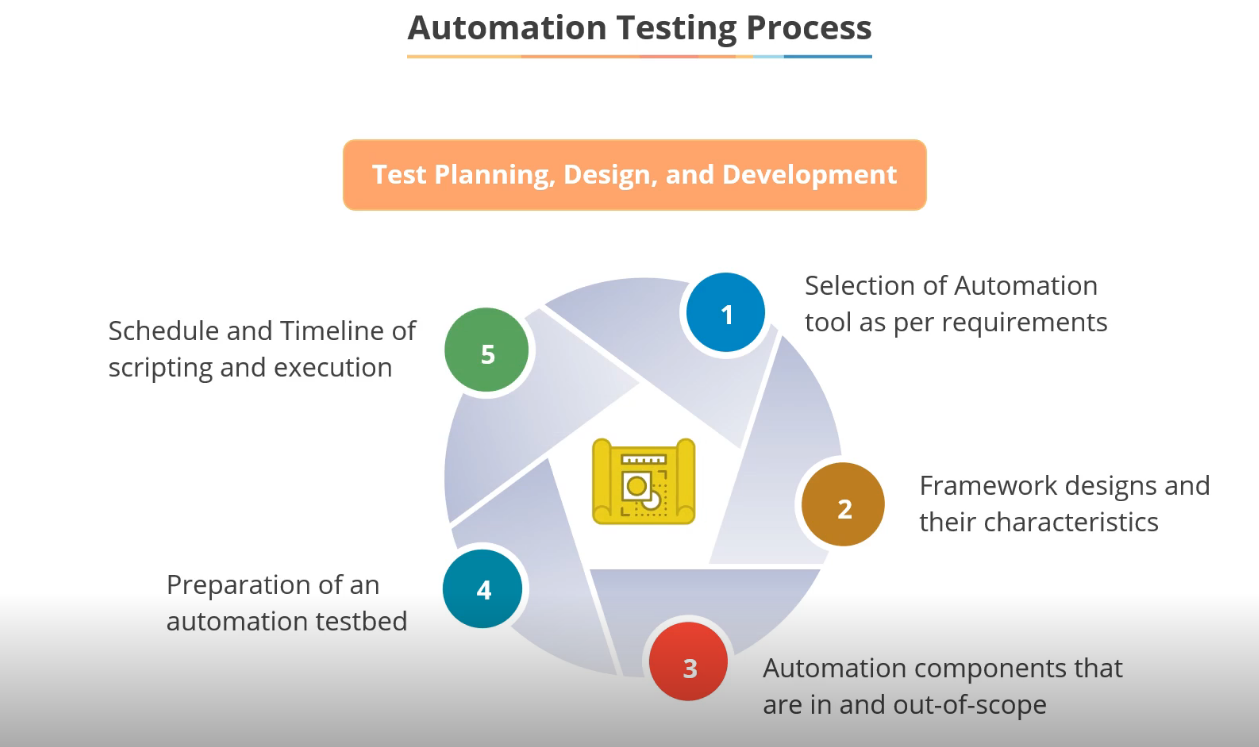 Automation Testing Process
Test Planning, Design, and Development
1
Selection of Automation
tool as per requirements
2
Framework designs and
their characteristics
3
Automation components that
are in and out-of-scope
4
Preparation of an
automation testbed
5
Schedule and Timeline of
scripting and execution